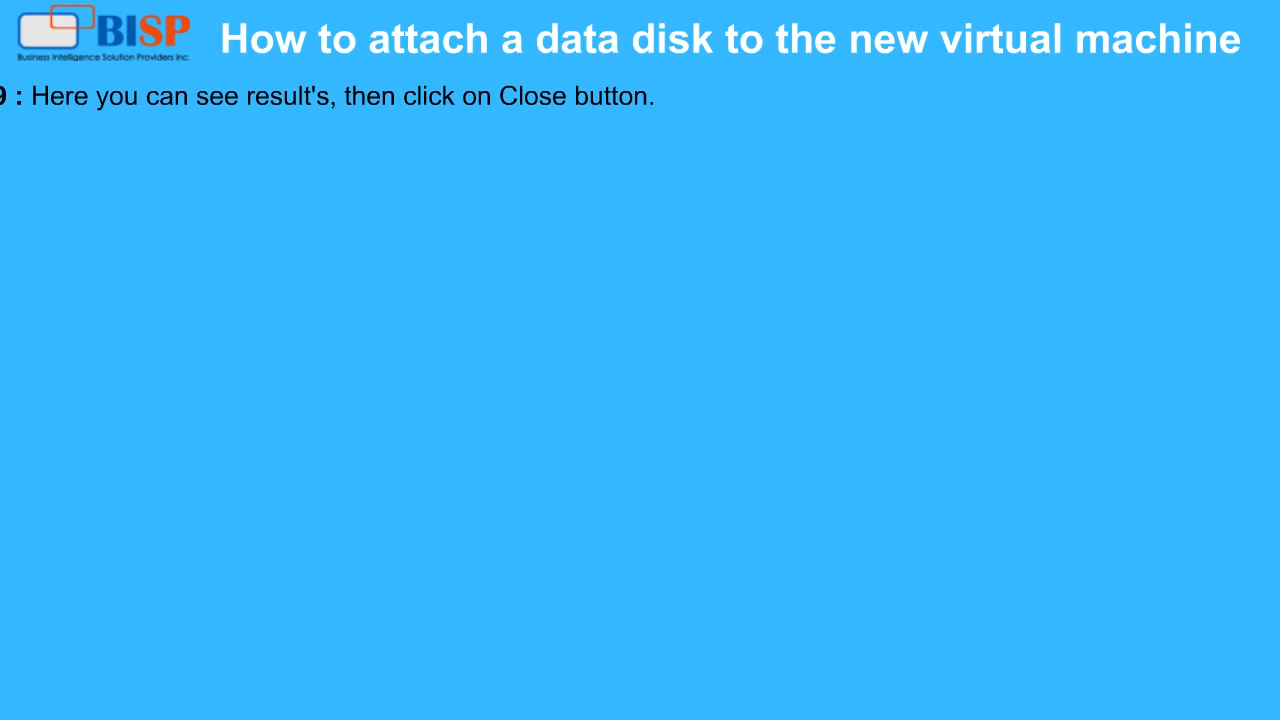 BISP
Business Intelligence Solution Providers Inc.
How to attach a data disk to the new virtual machine
9 : Here you can see result's, then click on Close button.